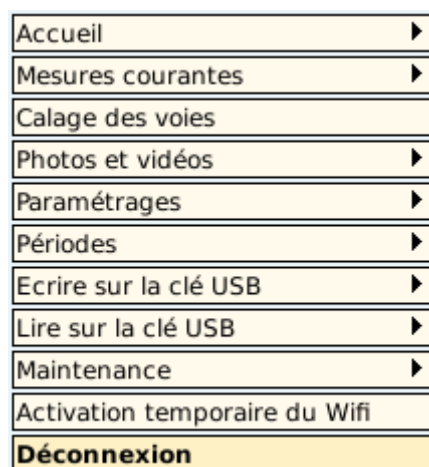 Accueil
Mesures courantes
Calage des voies
Photos et vidéos
Paramétrages
Périodes
Ecrire sur la clé USB
Lire sur la clé USB
Maintenance
Activation temporaire du Wifi
Déconnexion